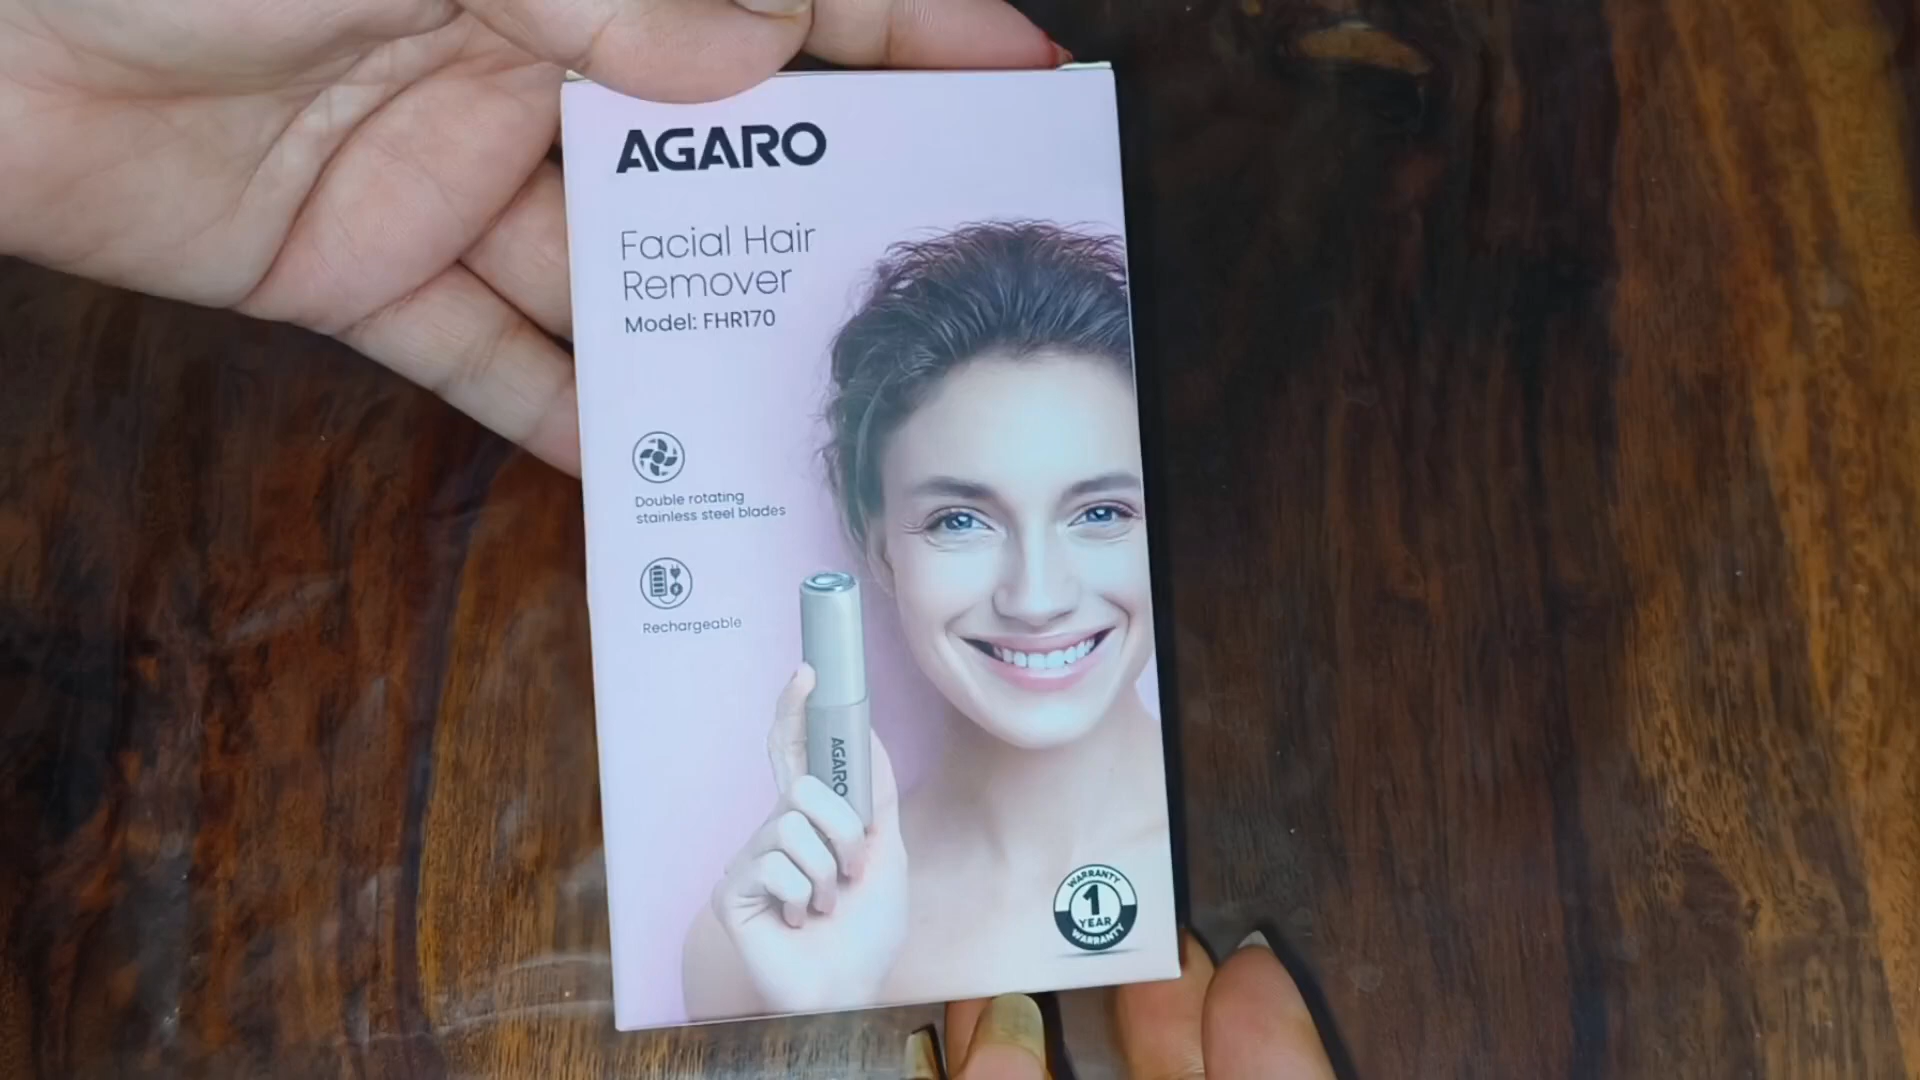 AGARO
Facial Hair
Remover
Model: FHR170
Double rotating
stainless steel blades
Rechargeable
AGARO
WARRANTY
1
YEAR
WARRANTY